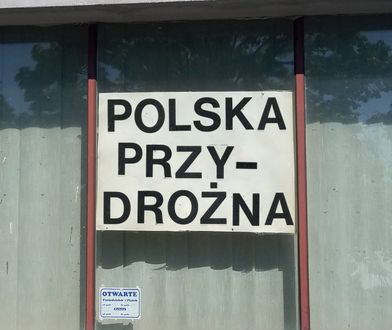 POLSKA
PRZY-
DROŻNA
OTWARTE